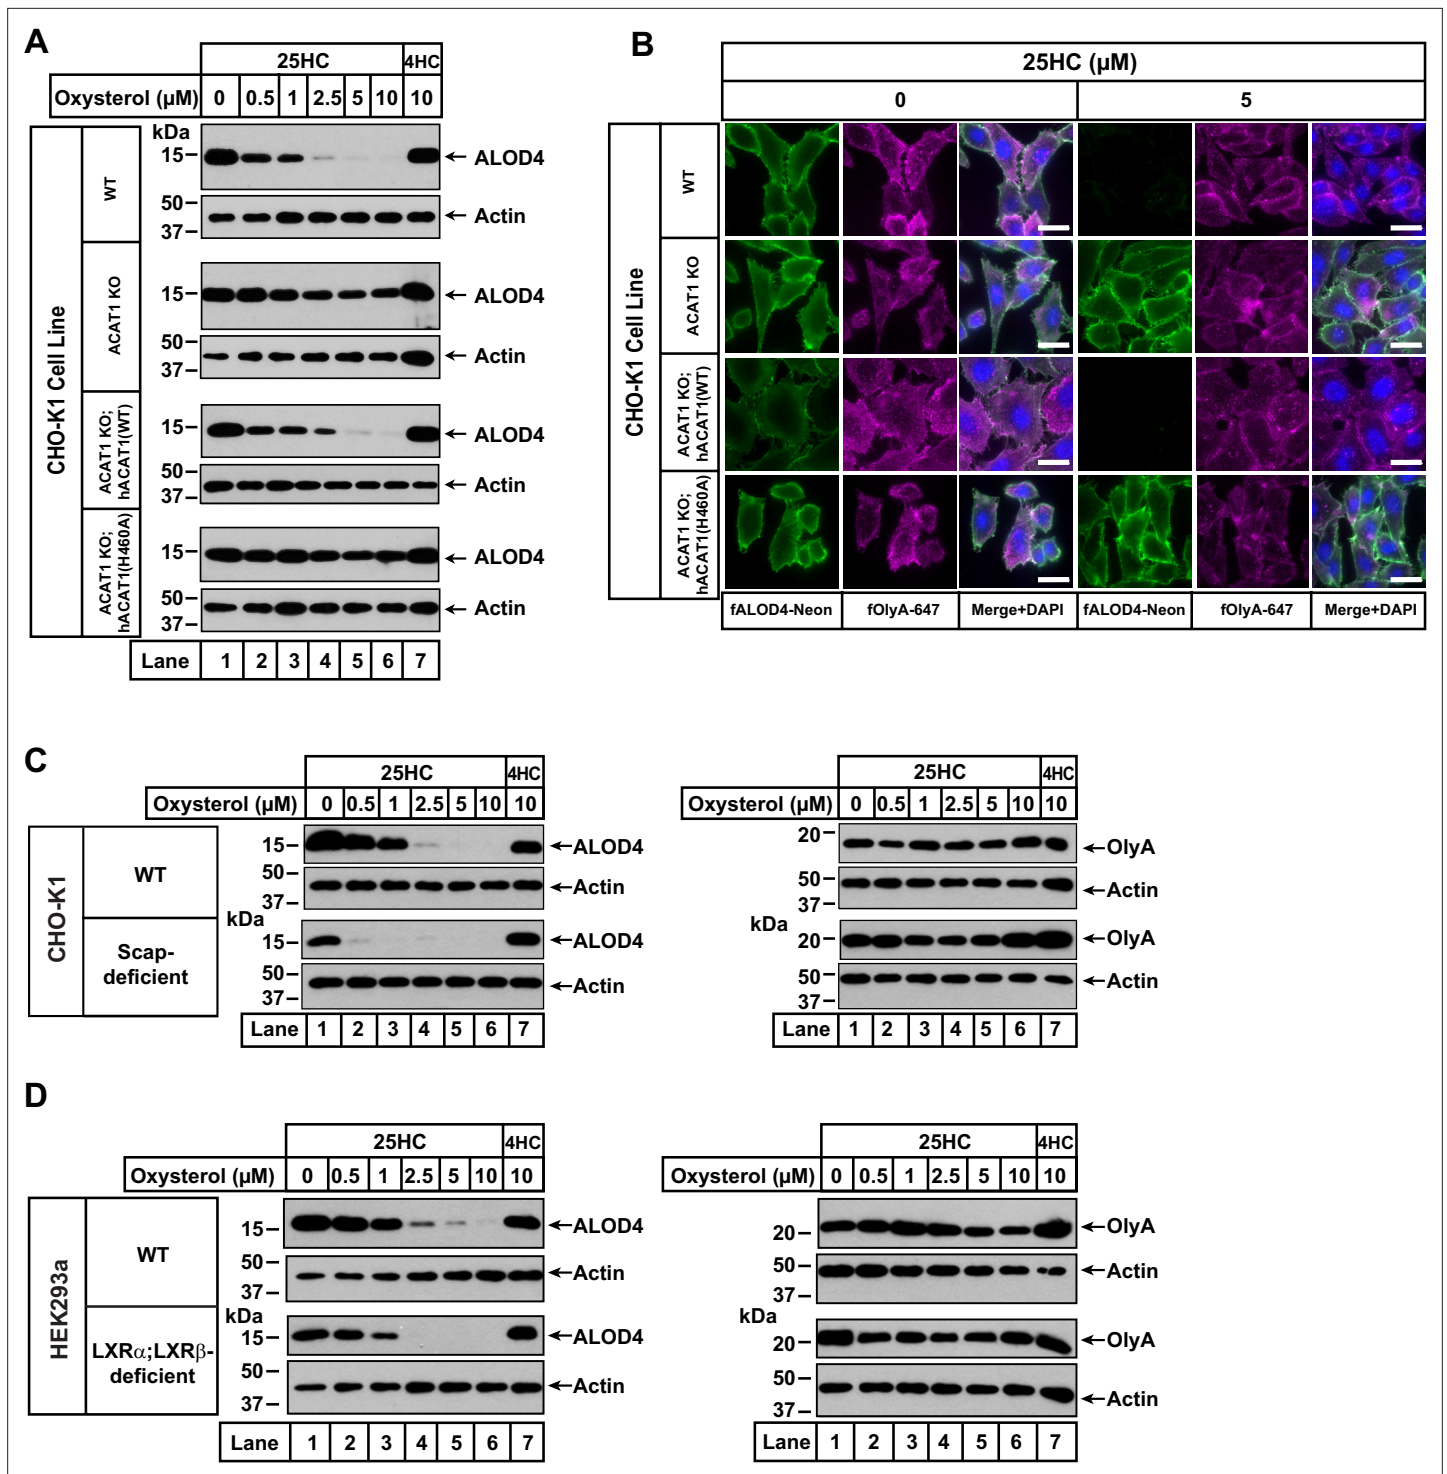 A
25HC
4HC
Oxysterol (µM)
0
0.5
1
2.5
5
10
10
CHO-K1 Cell Line
kDa
WT
15
ALOD4
50
37
Actin
ACAT1 KO
15
ALOD4
50
37
Actin
ACAT1 KO;
hACAT1(WT)
15
ALOD4
50
37
Actin
ACAT1 KO;
hACAT1(H460A)
15
ALOD4
50
37
Actin
Lane
1
2
3
4
5
6
7
B
25HC (µM)
0
5
CHO-K1 Cell Line
WT
ACAT1 KO
ACAT1 KO;
hACAT1(WT)
ACAT1 KO;
hACAT1(H460A)
fALOD4-Neon
fOlyA-647
Merge+DAPI
fALOD4-Neon
fOlyA-647
Merge+DAPI
C
25HC
4HC
Oxysterol (µM)
0
0.5
1
2.5
5
10
10
CHO-K1
WT
15
ALOD4
50
37
Actin
kDa
Scap-
deficient
15
ALOD4
50
37
Actin
Lane
1
2
3
4
5
6
7
25HC
4HC
Oxysterol (µM)
0
0.5
1
2.5
5
10
10
20
OlyA
50
37
Actin
kDa
20
OlyA
50
37
Actin
Lane
1
2
3
4
5
6
7
D
25HC
4HC
Oxysterol (µM)
0
0.5
1
2.5
5
10
10
HEK293a
WT
15
ALOD4
50
37
Actin
kDa
LXRα;LXRβ-
deficient
15
ALOD4
50
37
Actin
Lane
1
2
3
4
5
6
7
25HC
4HC
Oxysterol (µM)
0
0.5
1
2.5
5
10
10
20
OlyA
50
37
Actin
kDa
20
OlyA
50
37
Actin
Lane
1
2
3
4
5
6
7